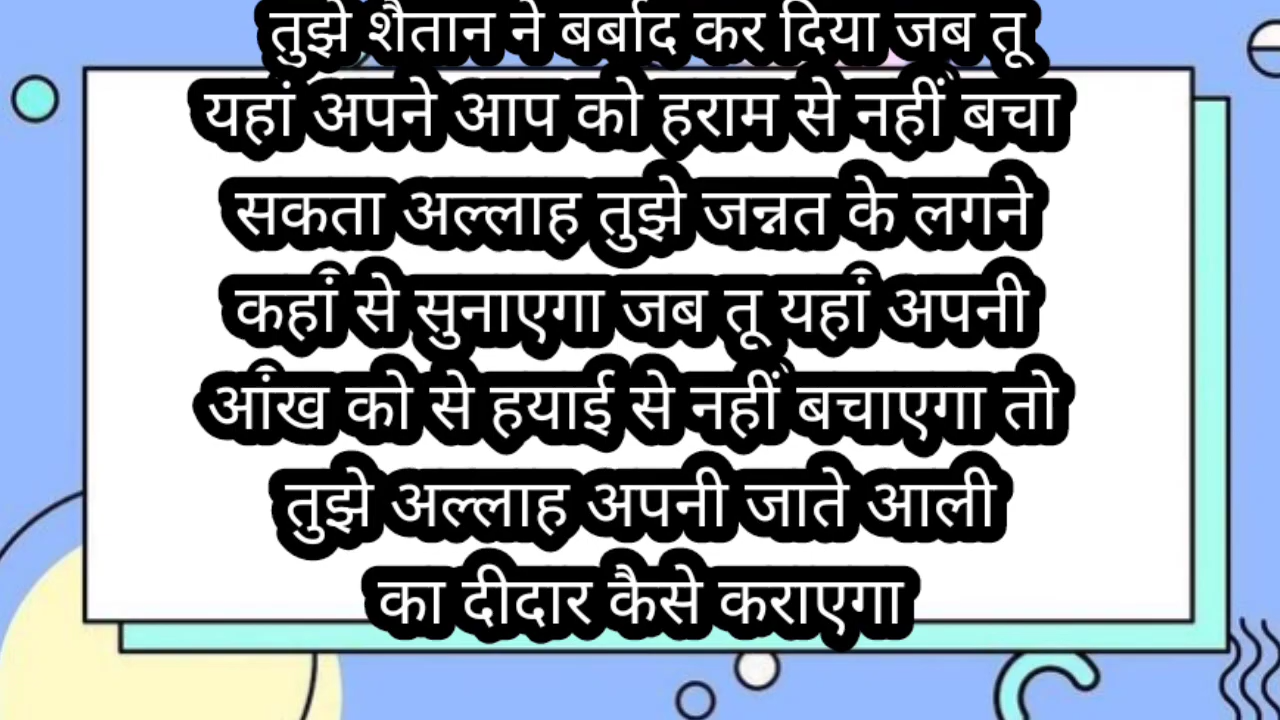 तुझे शैतान ने बर्बाद कर दिया जब तू
यहां अपने आप को हराम से नहीं बचा
सकता अल्लाह तुझे जन्नत के लगने
कहां से सुनाएगा जब तू यहां अपनी
आंख को से हयाई से नहीं बचाएगा तो
तुझे अल्लाह अपनी जाते आली
का दीदार कैसे कराएगा